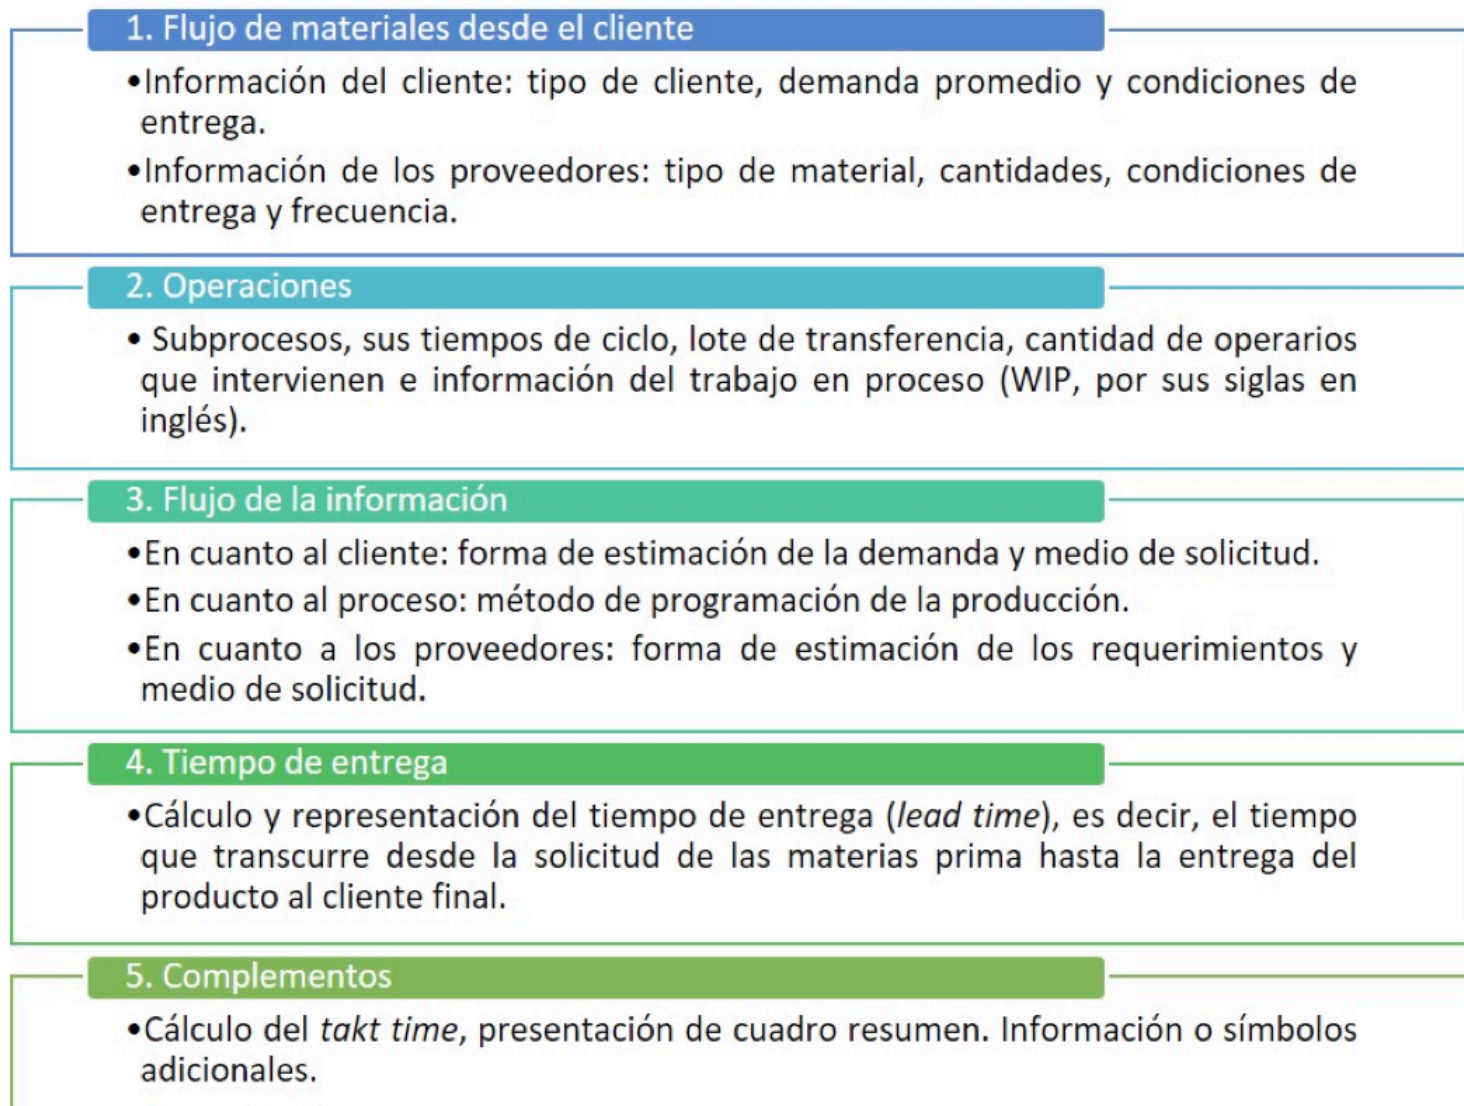 1. Flujo de materiales desde el cliente
•Información del cliente: tipo de cliente, demanda promedio y condiciones de
entrega.
•Información de los proveedores: tipo de material, cantidades, condiciones de
entrega y frecuencia.
2. Operaciones
• Subprocesos, sus tiempos de ciclo, lote de transferencia, cantidad de operarios
que intervienen e información del trabajo en proceso (WIP, por sus siglas en
inglés).
3. Flujo de la información
•En cuanto al cliente: forma de estimación de la demanda y medio de solicitud.
•En cuanto al proceso: método de programación de la producción.
•En cuanto a los proveedores: forma de estimación de los requerimientos y
medio de solicitud.
4. Tiempo de entrega
•Cálculo y representación del tiempo de entrega (lead time), es decir, el tiempo
que transcurre desde la solicitud de las materias prima hasta la entrega del
producto al cliente final.
5. Complementos
•Cálculo del takt time, presentación de cuadro resumen. Información o símbolos
adicionales.